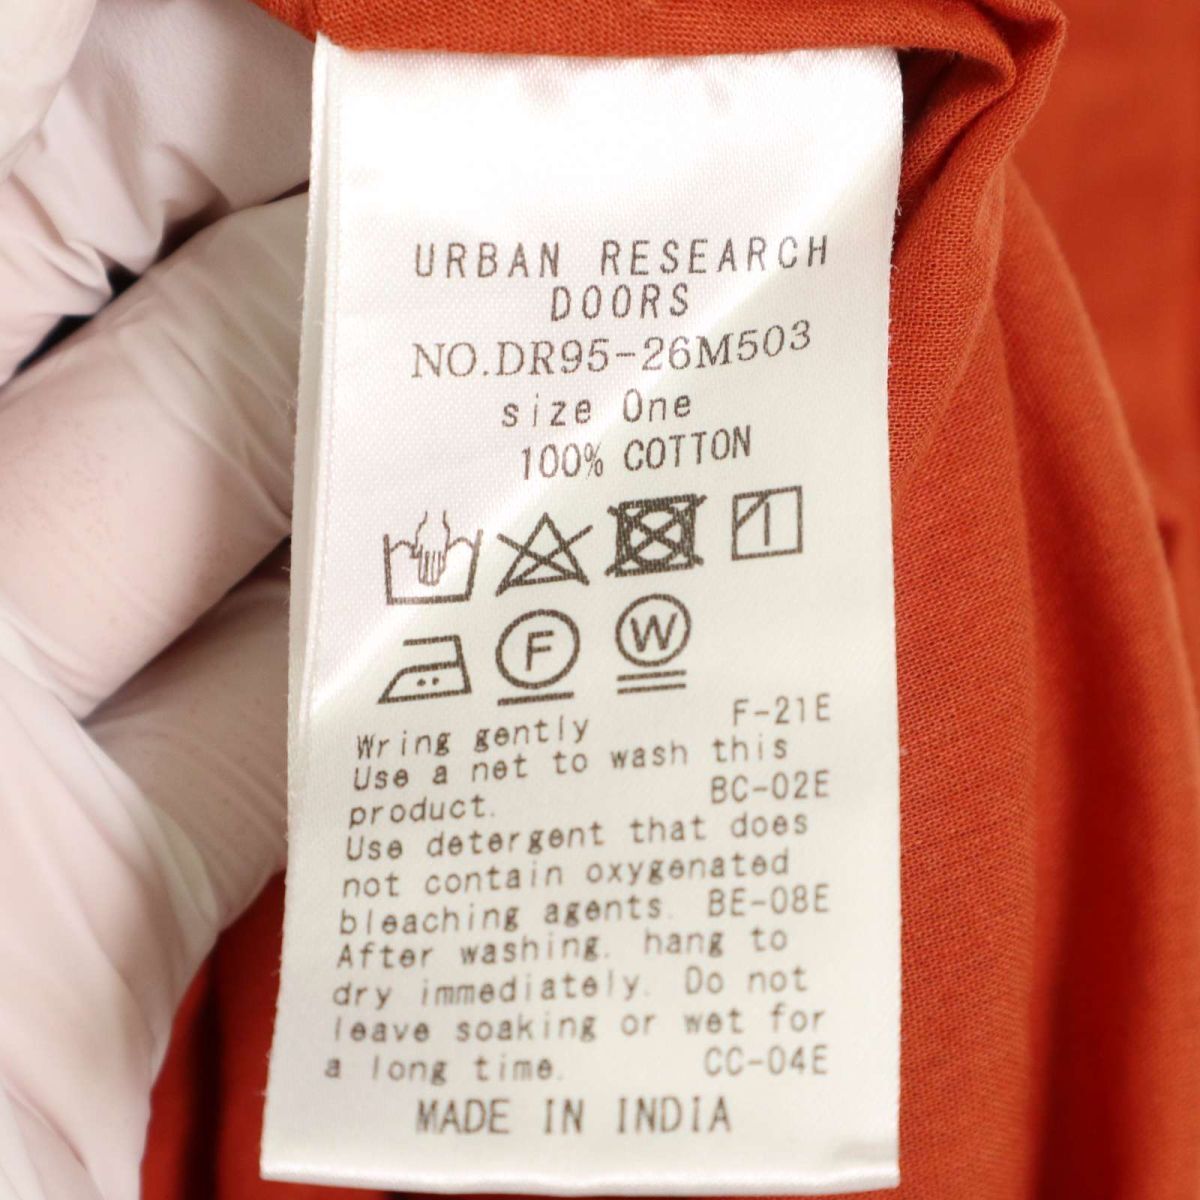 URBAN RESEARCH
DOORS
NO.DR95-26M503
size One
100% COTTON
F W
Wring gently F-21E
Use a net to wash this
product. BC-02E
Use detergent that does
not contain oxygenated
bleaching agents. BE-08E
After washing, hang to
dry immediately. Do not
leave soaking or wet for
a long time. CC-04E
MADE IN INDIA